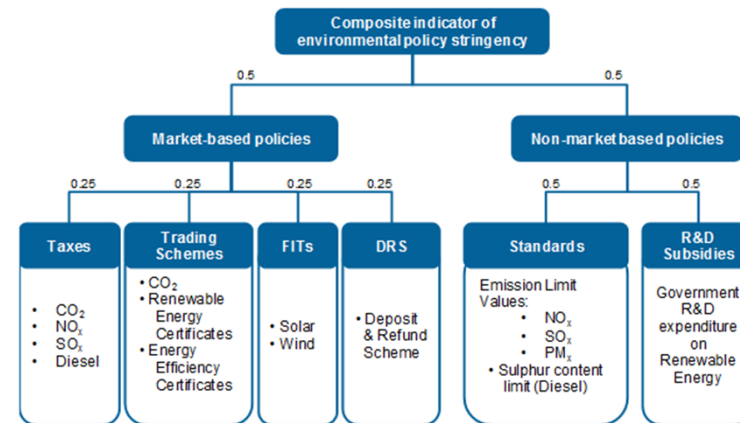 Composite indicator of
environmental policy stringency
0.5
0.5
Market-based policies
Non-market based policies
0.25
0.25
0.25
0.25
0.5
0.5
Taxes
• CO₂
• NOₓ
• SOₓ
• Diesel
Trading
Schemes
• CO₂
• Renewable
Energy
Certificates
• Energy
Efficiency
Certificates
FITs
• Solar
• Wind
DRS
• Deposit
& Refund
Scheme
Standards
Emission Limit
Values:
• NOₓ
• SOₓ
• PMₓ
• Sulphur content
limit (Diesel)
R&D
Subsidies
Government
R&D
expenditure
on
Renewable
Energy